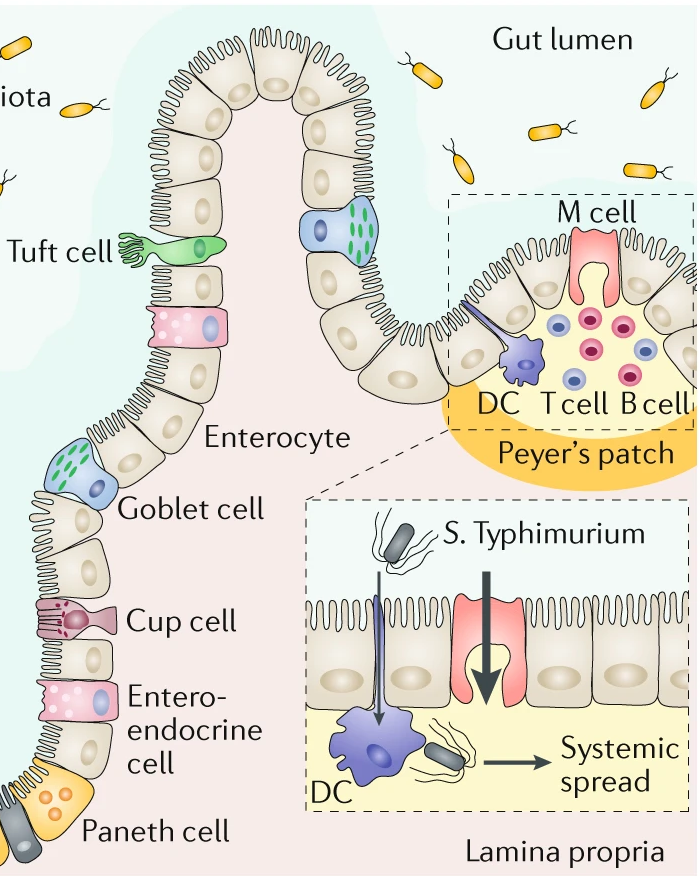 Gut lumen
iota
M cell
Tuft cell
DC T cell B cell
Enterocyte
Peyer's patch
Goblet cell
S. Typhimurium
Cup cell
Entero-
endocrine
cell
Systemic
spread
DC
Paneth cell
Lamina propria